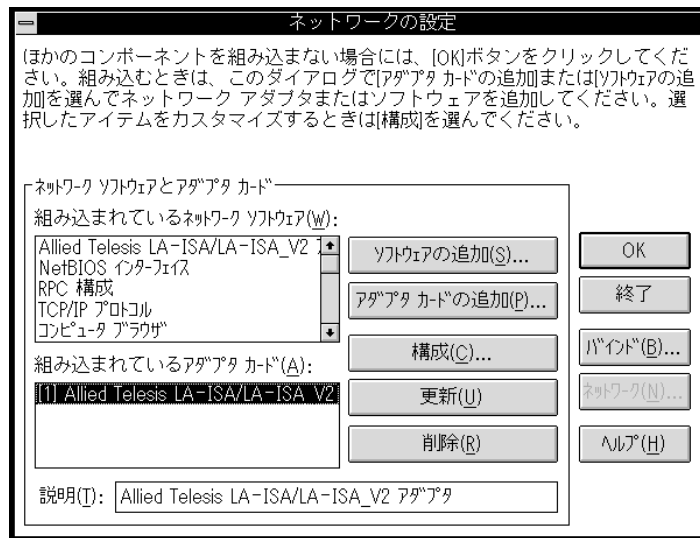 ネットワークの設定
ほかのコンポーネントを組み込まない場合には、[OK]ボタンをクリックしてくだ
さい。組み込むときは、このダイアログで[ｱﾀﾞﾌﾟﾀ ｶｰﾄﾞの追加]または[ｿﾌﾄｳｪｱの追
加]を選んでネットワーク アダプタまたはソフトウェアを追加してください。選
択したアイテムをカスタマイズするときは[構成]を選んでください。
ﾈｯﾄﾜｰｸ ｿﾌﾄｳｪｱとｱﾀﾞﾌﾟﾀ ｶｰﾄﾞ
組み込まれているﾈｯﾄﾜｰｸ ｿﾌﾄｳｪｱ(W):
Allied Telesis LA-ISA/LA-ISA_V2
NetBIOS ｲﾝﾀｰﾌｪｲｽ
RPC 構成
TCP/IP ﾌﾟﾛﾄｺﾙ
ｺﾝﾋﾟｭｰﾀ ﾌﾞﾗｳｻﾞ
ｿﾌﾄｳｪｱの追加(S)...
ｱﾀﾞﾌﾟﾀ ｶｰﾄﾞの追加(P)...
構成(C)...
更新(U)
削除(R)
組み込まれているｱﾀﾞﾌﾟﾀ ｶｰﾄﾞ(A):
[1] Allied Telesis LA-ISA/LA-ISA_V2
説明(T): Allied Telesis LA-ISA/LA-ISA_V2 ｱﾀﾞﾌﾟﾀ
OK
終了
ﾊﾞｲﾝﾄﾞ(B)...
ﾈｯﾄﾜｰｸ(N)...
ﾍﾙﾌﾟ(H)